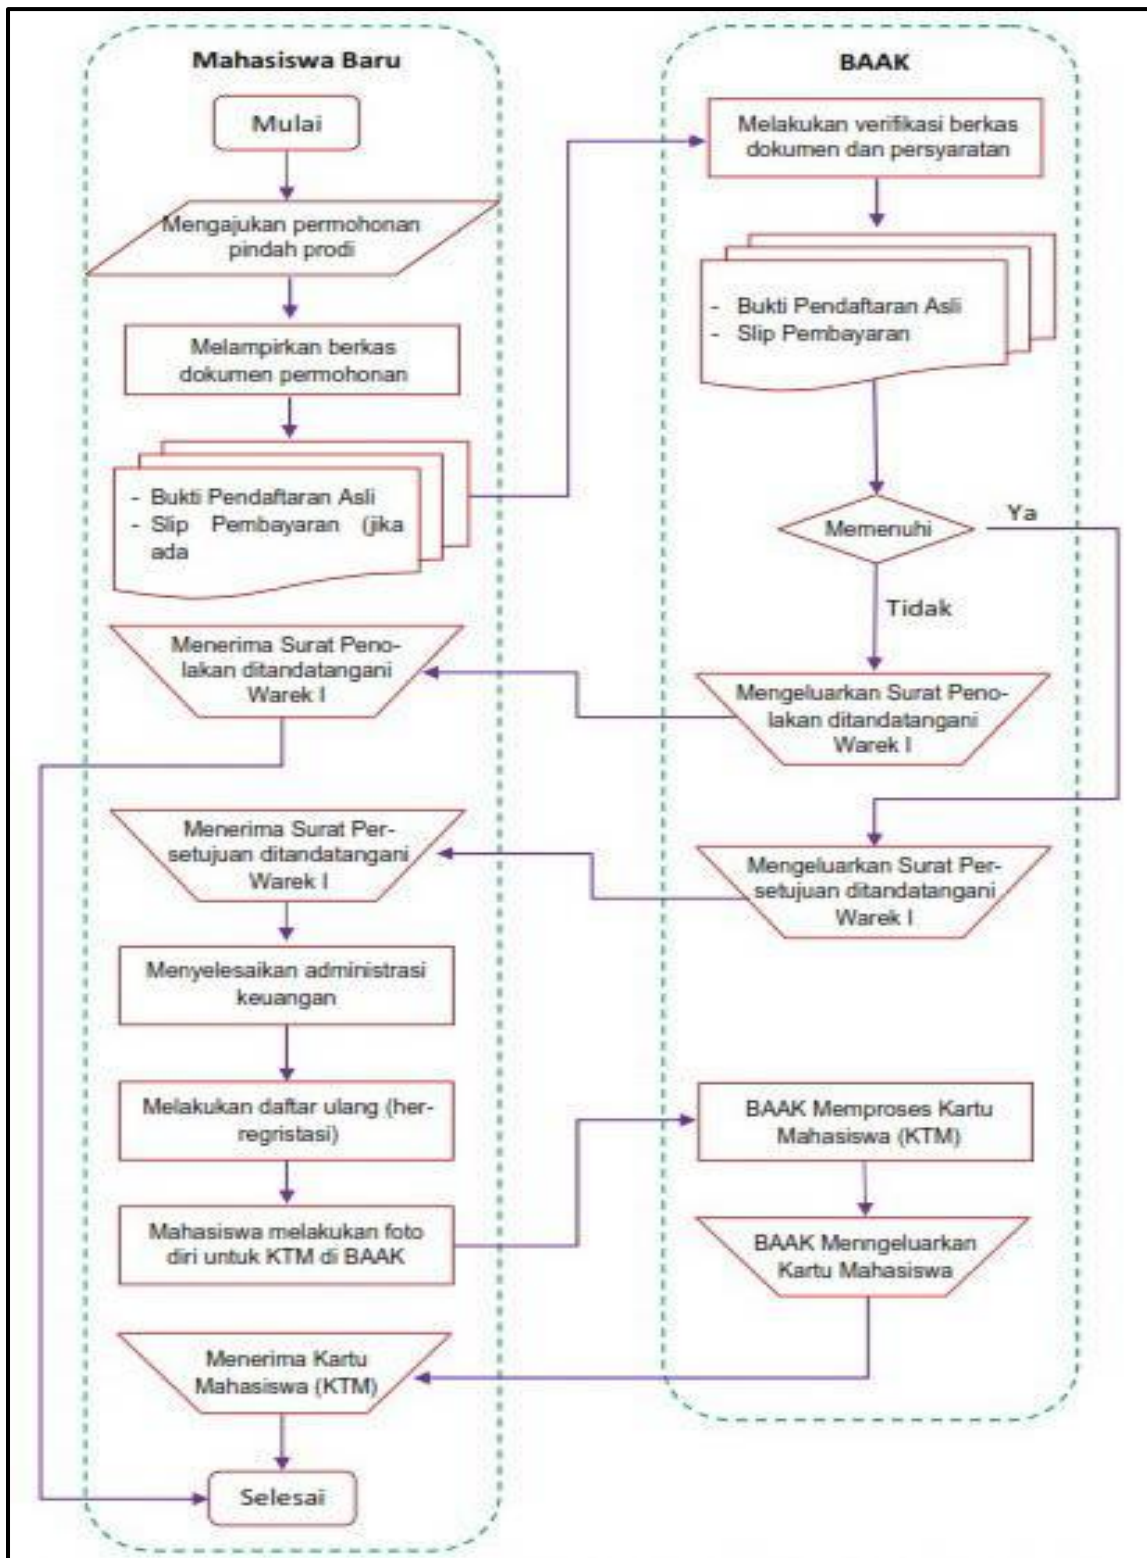 Mahasiswa Baru
Mulai
Mengajukan permohonan
pindah prodi
Melampirkan berkas
dokumen permohonan
- Bukti Pendaftaran Asli
- Slip Pembayaran (jika
ada
Menerima Surat Peno-
lakan ditandatangani
Warek I
Menerima Surat Per-
setujuan ditandatangani
Warek I
Menyelesaikan administrasi
keuangan
Melakukan daftar ulang (her-
regristasi)
Mahasiswa melakukan foto
diri untuk KTM di BAAK
Menerima Kartu
Mahasiswa (KTM)
Selesai
BAAK
Melakukan verifikasi berkas
dokumen dan persyaratan
- Bukti Pendaftaran Asli
- Slip Pembayaran
Memenuhi
Ya
Tidak
Mengeluarkan Surat Peno-
lakan ditandatangani
Warek I
Mengeluarkan Surat Per-
setujuan ditandatangani
Warek I
BAAK Memproses Kartu
Mahasiswa (KTM)
BAAK Menngeluarkan
Kartu Mahasiswa